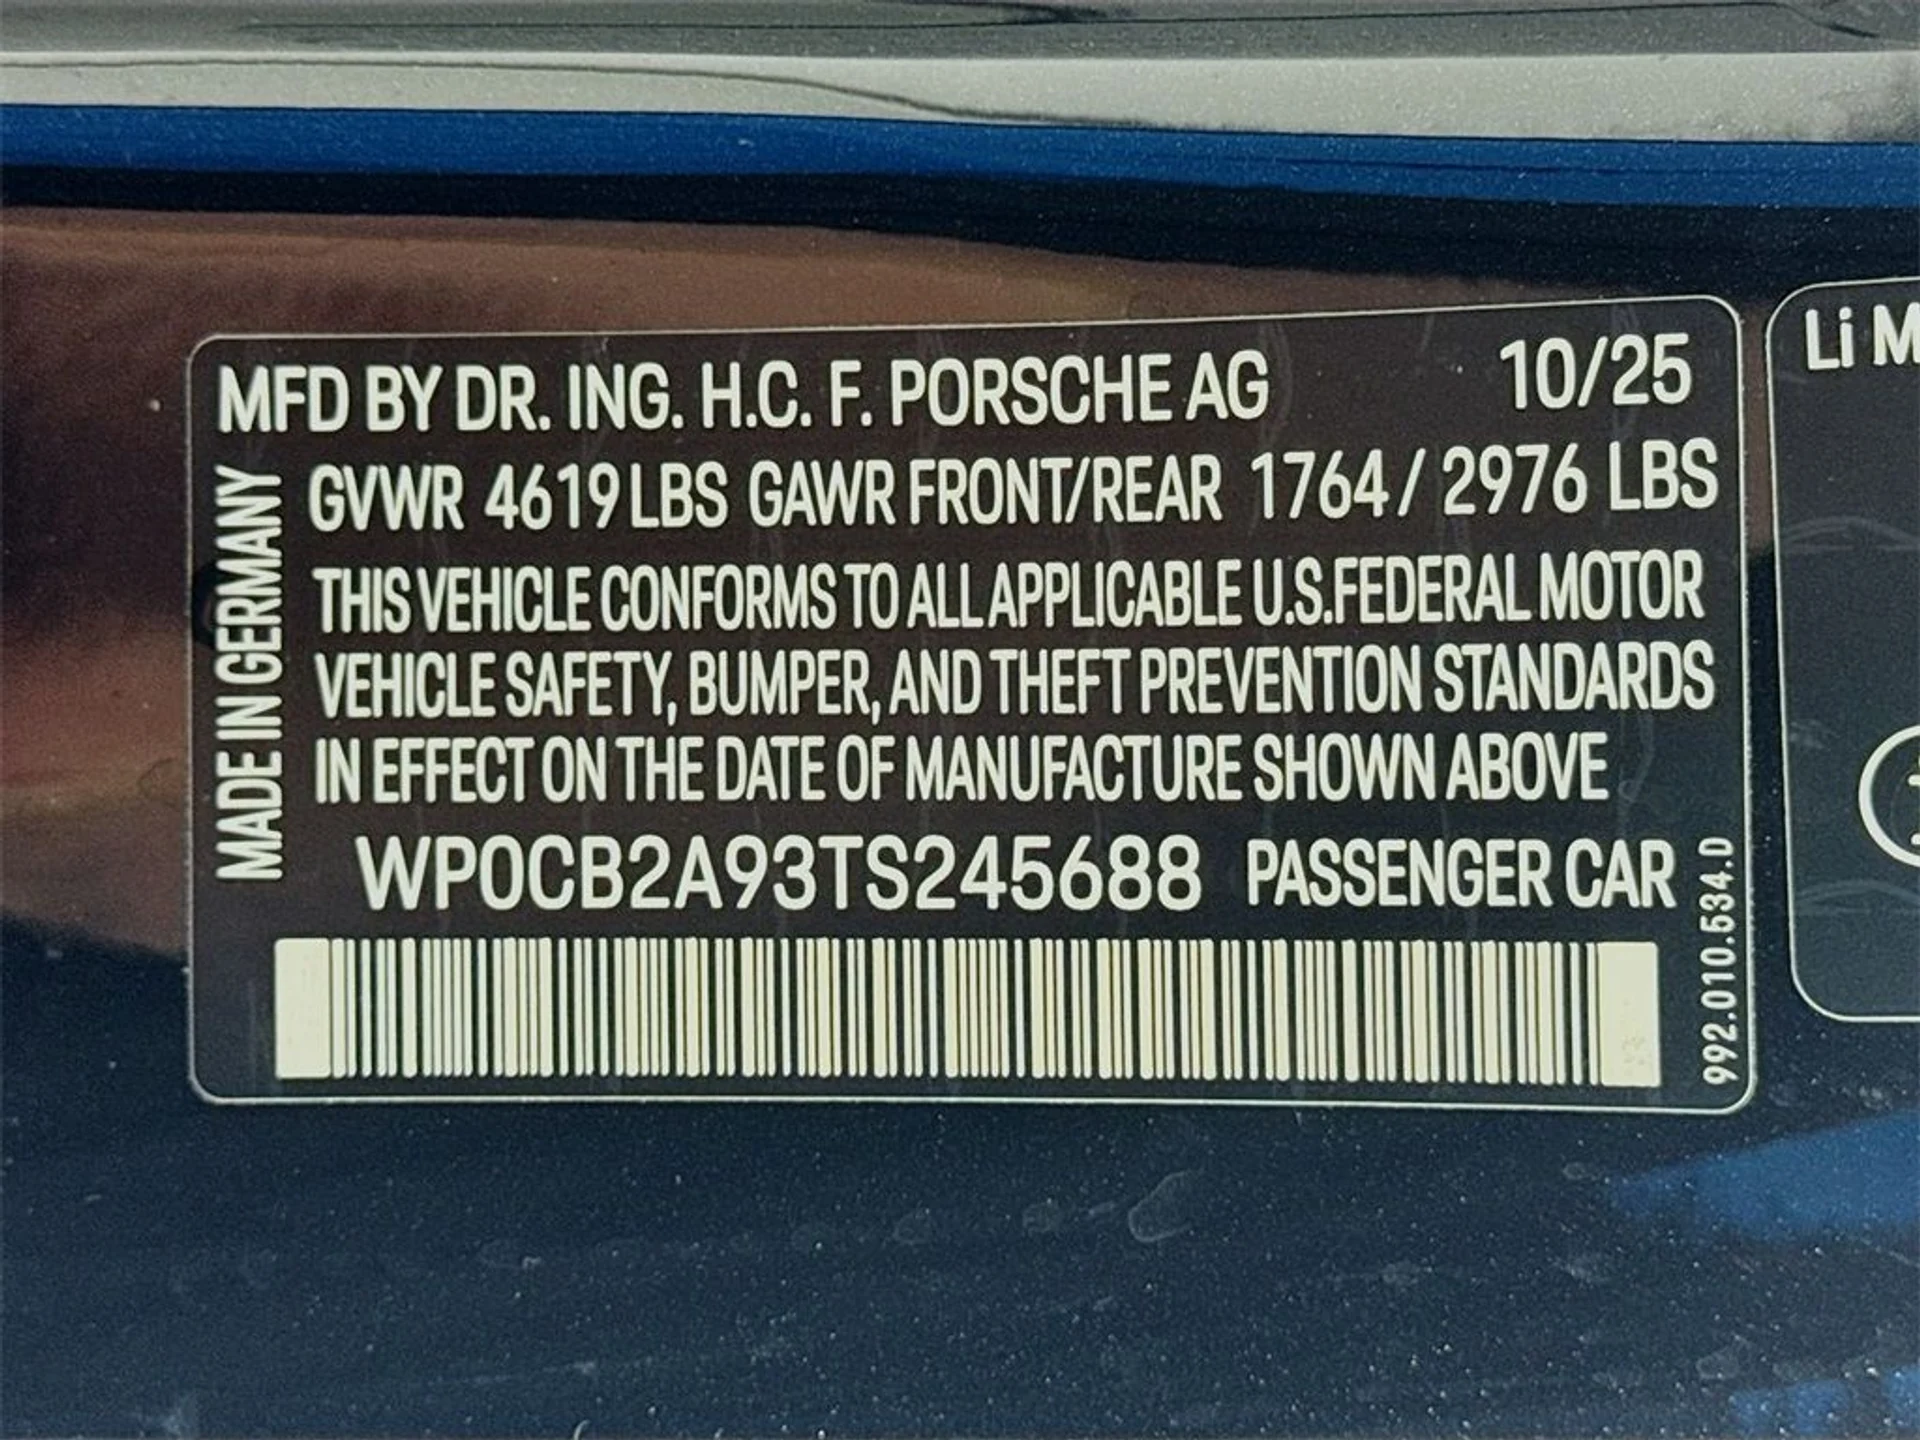 MFD BY DR. ING. H.C. F. PORSCHE AG 10/25
GVWR 4619 LBS GAWR FRONT/REAR 1764 / 2976 LBS
THIS VEHICLE CONFORMS TO ALL APPLICABLE U.S.FEDERAL MOTOR
VEHICLE SAFETY, BUMPER, AND THEFT PREVENTION STANDARDS
IN EFFECT ON THE DATE OF MANUFACTURE SHOWN ABOVE
WP0CB2A93TS245688 PASSENGER CAR
MADE IN GERMANY
992.010.534.D
Li M